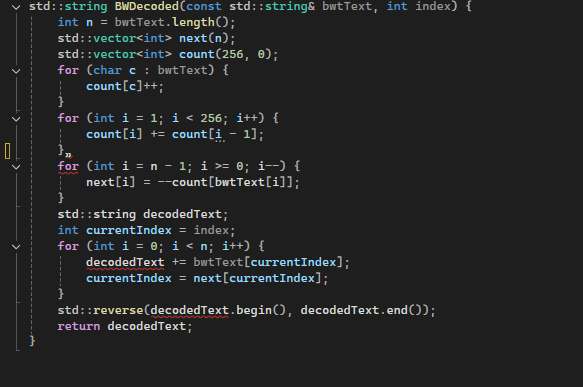 std::string BWDecoded(const std::string& bwtText, int index) {
    int n = bwtText.length();
    std::vector<int> next(n);
    std::vector<int> count(256, 0);
    for (char c : bwtText) {
        count[c]++;
    }
    for (int i = 1; i < 256; i++) {
        count[i] += count[i - 1];
    }n
    for (int i = n - 1; i >= 0; i--) {
        next[i] = --count[bwtText[i]];
    }
    std::string decodedText;
    int currentIndex = index;
    for (int i = 0; i < n; i++) {
        decodedText += bwtText[currentIndex];
        currentIndex = next[currentIndex];
    }
    std::reverse(decodedText.begin(), decodedText.end());
    return decodedText;
}